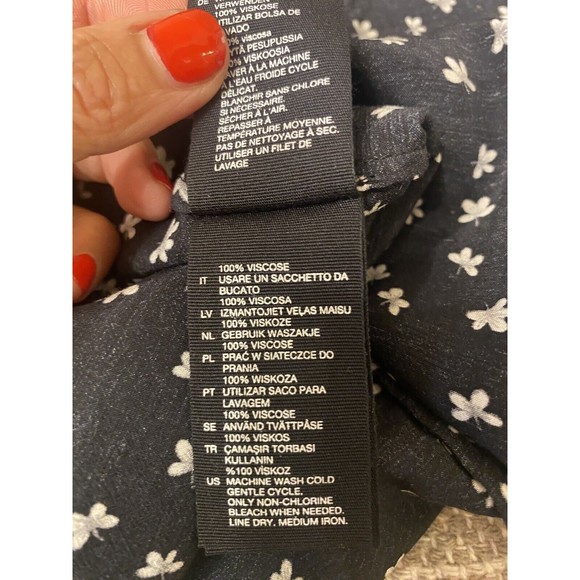 DE
VERWENDEN
100% VISKOSE
UTILIZAR BOLSA DE
LAVADO
100% viscosa
PESUPUSSIA
100% VISKOOSIA
LAVER À LA MACHINE
À L'EAU FROIDE CYCLE
DÉLICAT.
BLANCHIR SANS CHLORE
SI NÉCESSAIRE.
SÉCHER À L'AIR.
REPASSER À
TEMPÉRATURE MOYENNE.
PAS DE NETTOYAGE À SEC.
UTILISER UN FILET DE
LAVAGE
100% VISCOSE
IT USARE UN SACCHETTO DA
BUCATO
100% VISCOSA
LV IZMANTOJIET VEĻAS MAISU
100% VISKOZE
NL GEBRUIK WASZAKJE
100% VISCOSE
PL PRAĆ W SIATECZCE DO
PRANIA
100% WISKOZA
PT UTILIZAR SACO PARA
LAVAGEM
100% VISCOSE
SE ANVÄND TVÄTTPÅSE
100% VISKOS
TR ÇAMAŞIR TORBASI
KULLANIN
%100 VİSKOZ
US MACHINE WASH COLD
GENTLE CYCLE,
ONLY NON-CHLORINE
BLEACH WHEN NEEDED.
LINE DRY, MEDIUM IRON.